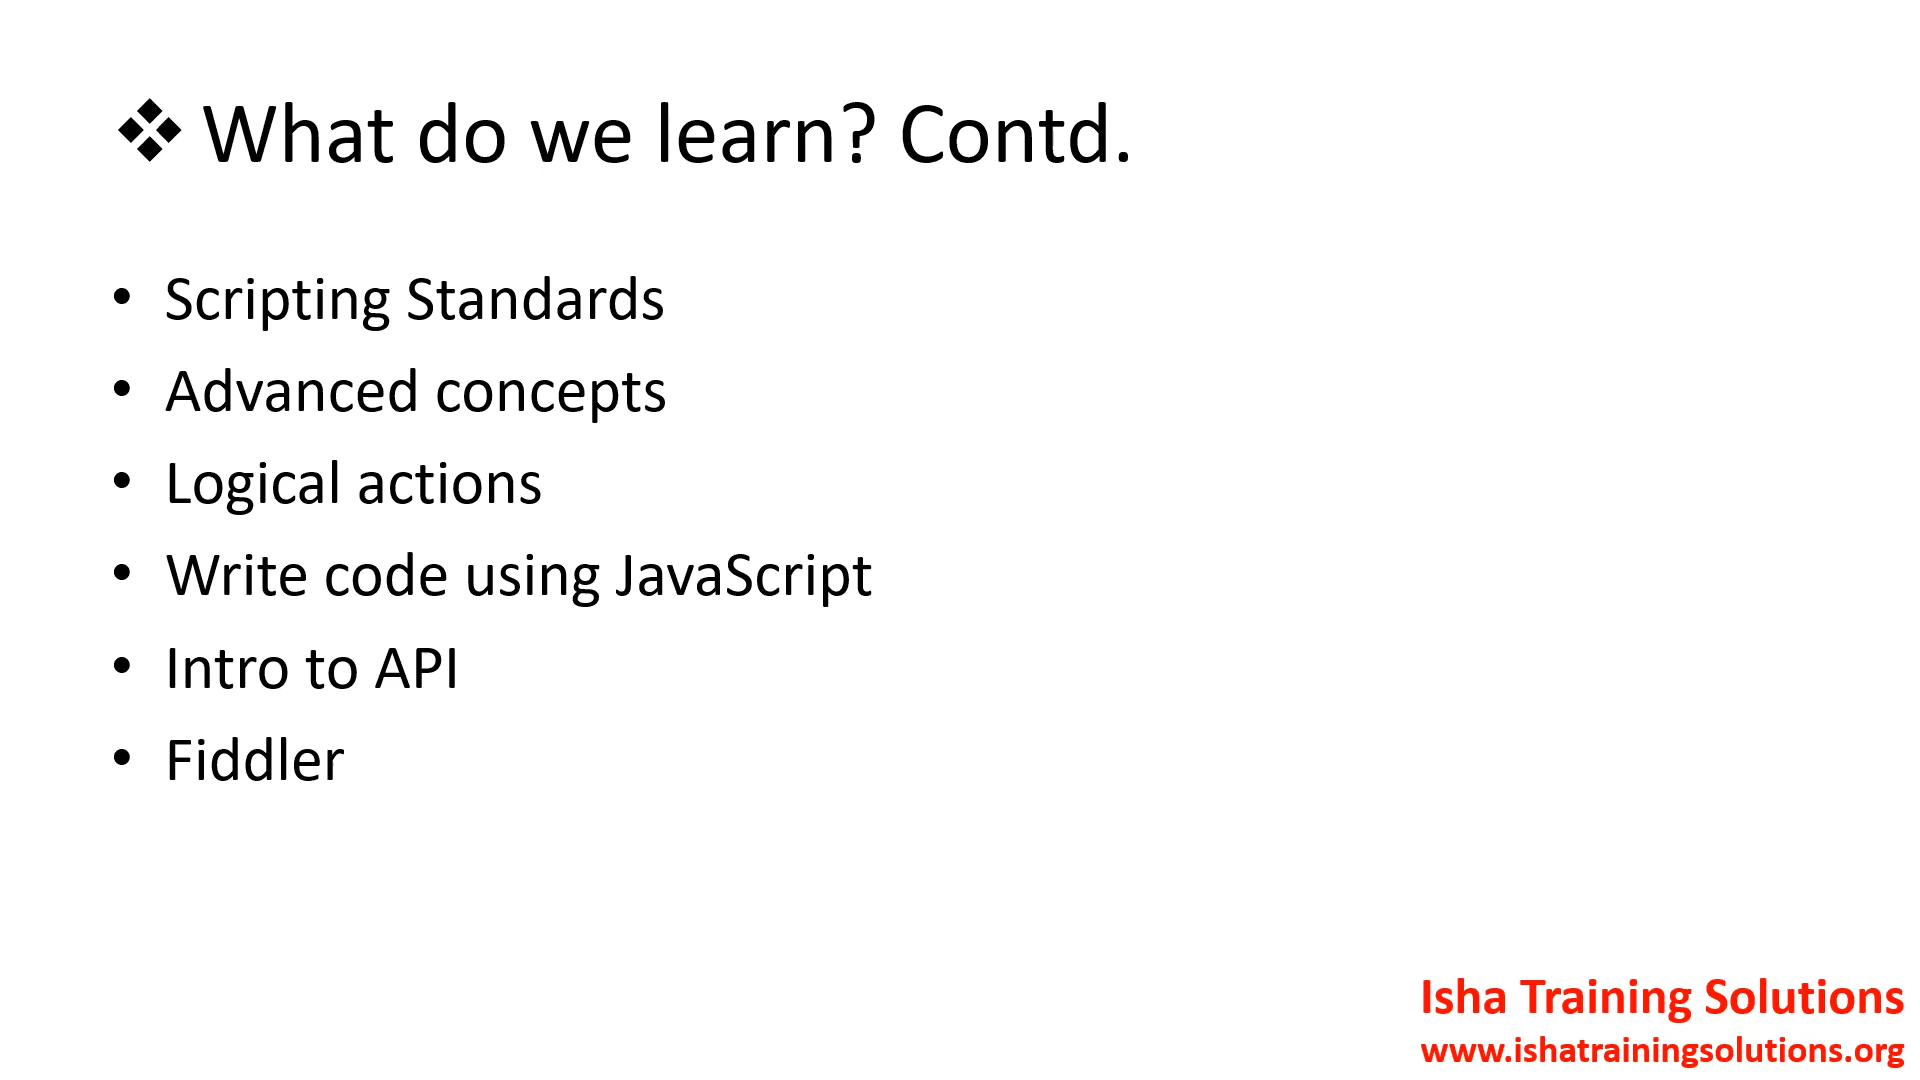 ❖ What do we learn? Contd.
• Scripting Standards
• Advanced concepts
• Logical actions
• Write code using JavaScript
• Intro to API
• Fiddler
Isha Training Solutions
www.ishatrainingsolutions.org